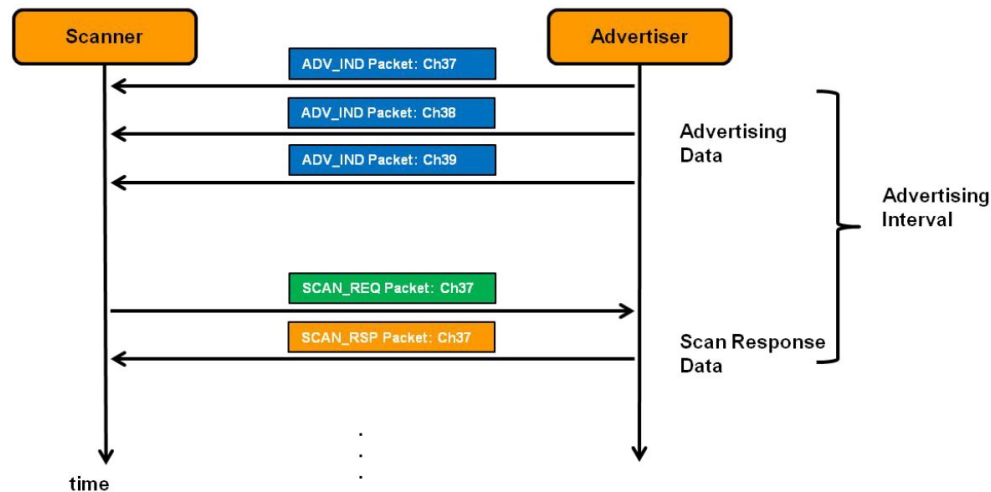 Scanner
Advertiser
ADV_IND Packet: Ch37
ADV_IND Packet: Ch38
Advertising
Data
ADV_IND Packet: Ch39
Advertising
Interval
SCAN_REQ Packet: Ch37
SCAN_RSP Packet: Ch37
Scan Response
Data
.
.
.
time